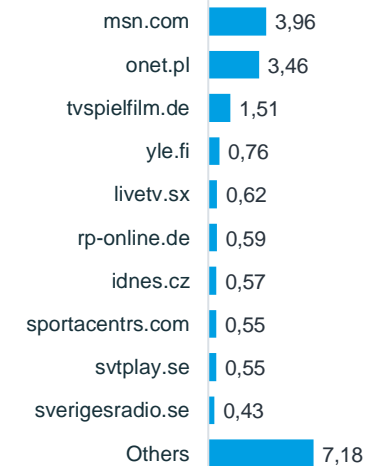 msn.com 3,96
onet.pl 3,46
tvspielfilm.de 1,51
yle.fi 0,76
livetv.sx 0,62
rp-online.de 0,59
idnes.cz 0,57
sportacentrs.com 0,55
svtplay.se 0,55
sverigesradio.se 0,43
Others 7,18